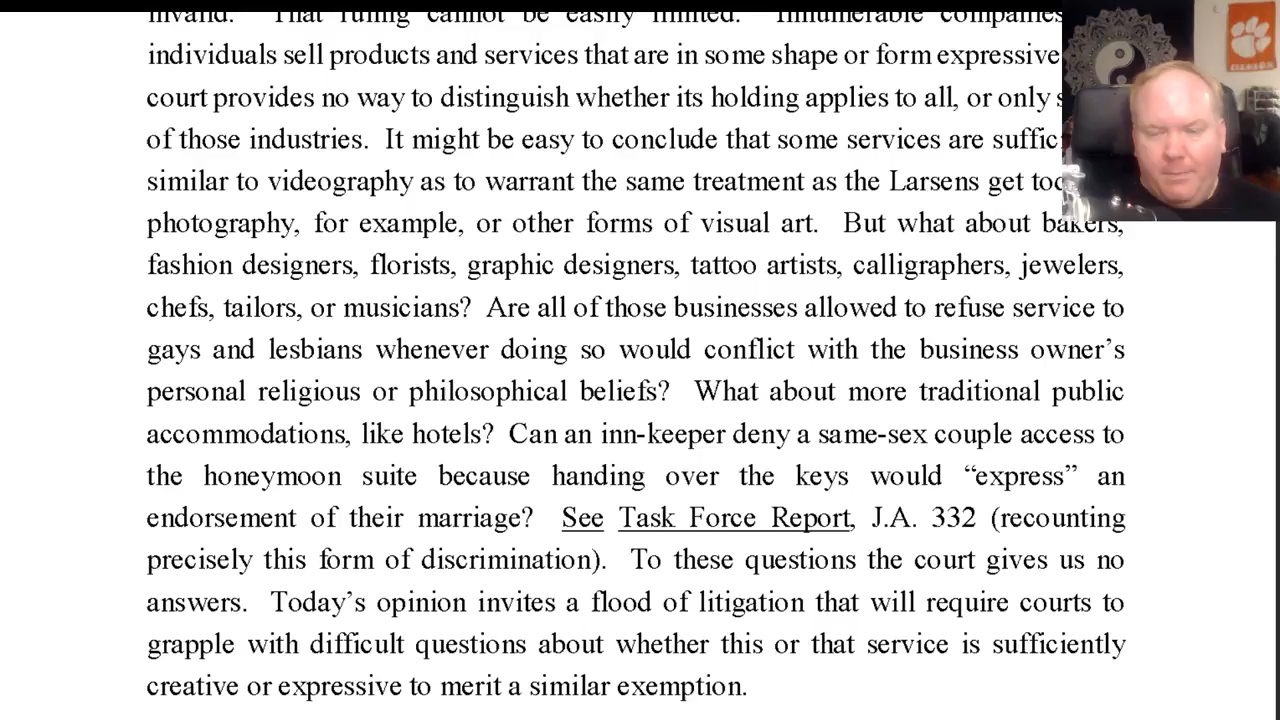 invalid. That ruling cannot be easily limited. Innumerable companies
individuals sell products and services that are in some shape or form expressive.
court provides no way to distinguish whether its holding applies to all, or only
of those industries. It might be easy to conclude that some services are
similar to videography as to warrant the same treatment as the Larsens get
photography, for example, or other forms of visual art. But what about bakers,
fashion designers, florists, graphic designers, tattoo artists, calligraphers, jewelers,
chefs, tailors, or musicians? Are all of those businesses allowed to refuse service to
gays and lesbians whenever doing so would conflict with the business owner’s
personal religious or philosophical beliefs? What about more traditional public
accommodations, like hotels? Can an inn-keeper deny a same-sex couple access to
the honeymoon suite because handing over the keys would “express” an
endorsement of their marriage? See Task Force Report, J.A. 332 (recounting
precisely this form of discrimination). To these questions the court gives us no
answers. Today’s opinion invites a flood of litigation that will require courts to
grapple with difficult questions about whether this or that service is sufficiently
creative or expressive to merit a similar exemption.